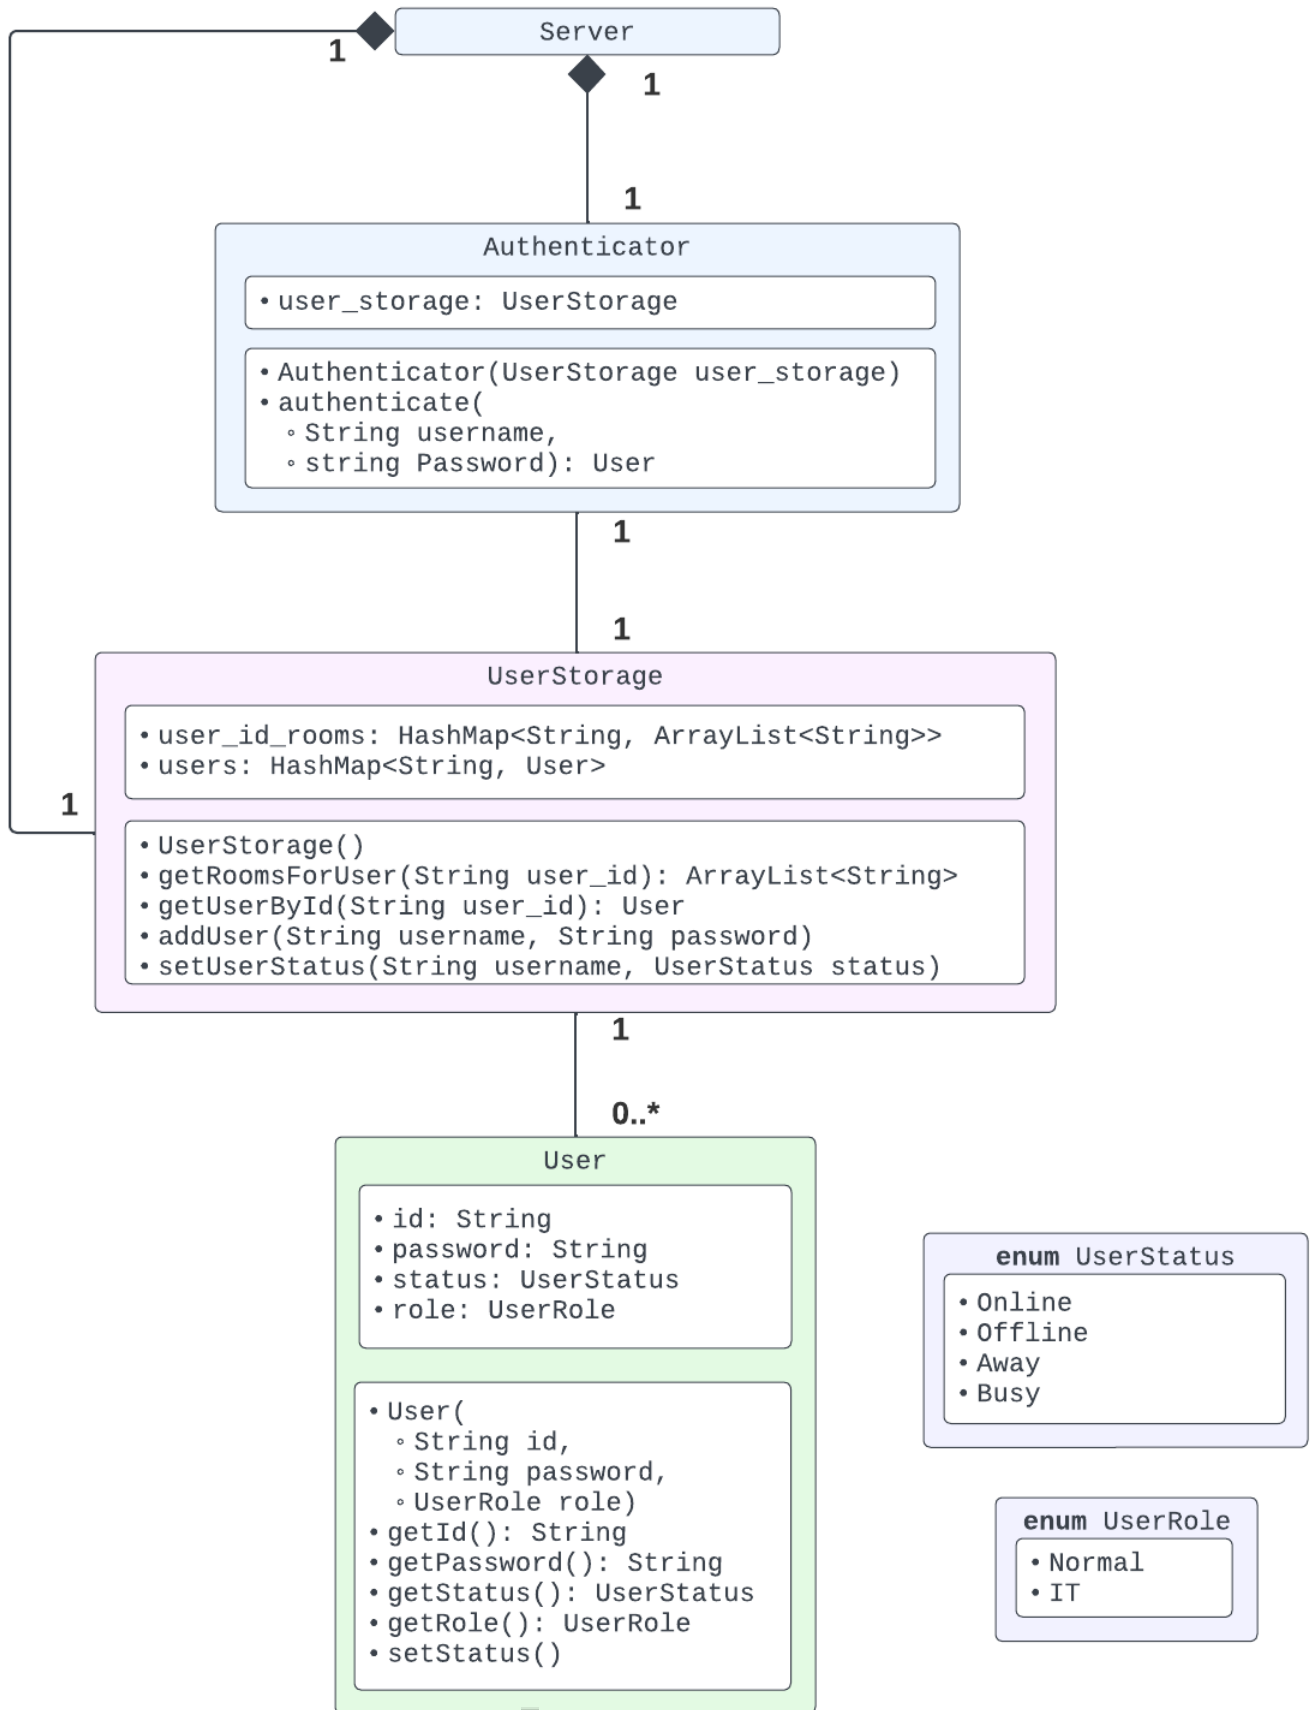 Server
1
1
1
Authenticator
• user_storage: UserStorage
• Authenticator(UserStorage user_storage)
• authenticate(
◦ String username,
◦ string Password): User
1
1
UserStorage
• user_id_rooms: HashMap<String, ArrayList<String>>
• users: HashMap<String, User>
1
• UserStorage()
• getRoomsForUser(String user_id): ArrayList<String>
• getUserById(String user_id): User
• addUser(String username, String password)
• setUserStatus(String username, UserStatus status)
1
0..*
User
• id: String
• password: String
• status: UserStatus
• role: UserRole
• User(
◦ String id,
◦ String password,
◦ UserRole role)
• getId(): String
• getPassword(): String
• getStatus(): UserStatus
• getRole(): UserRole
• setStatus()
enum UserStatus
• Online
• Offline
• Away
• Busy
enum UserRole
• Normal
• IT